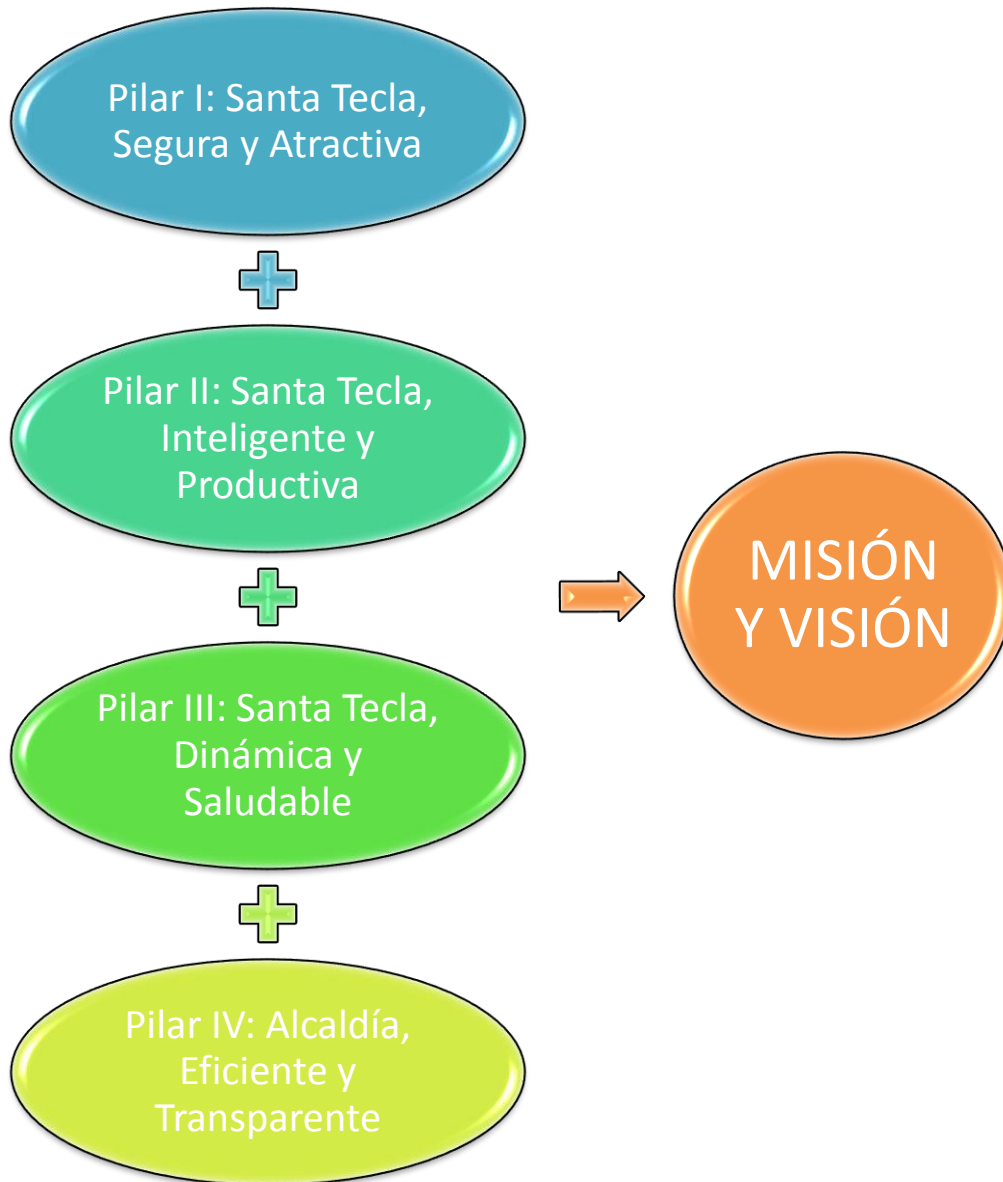 Pilar I: Santa Tecla,
Segura y Atractiva
Pilar II: Santa Tecla,
Inteligente y
Productiva
Pilar III: Santa Tecla,
Dinámica y
Saludable
Pilar IV: Alcaldía,
Eficiente y
Transparente
MISIÓN
Y VISIÓN